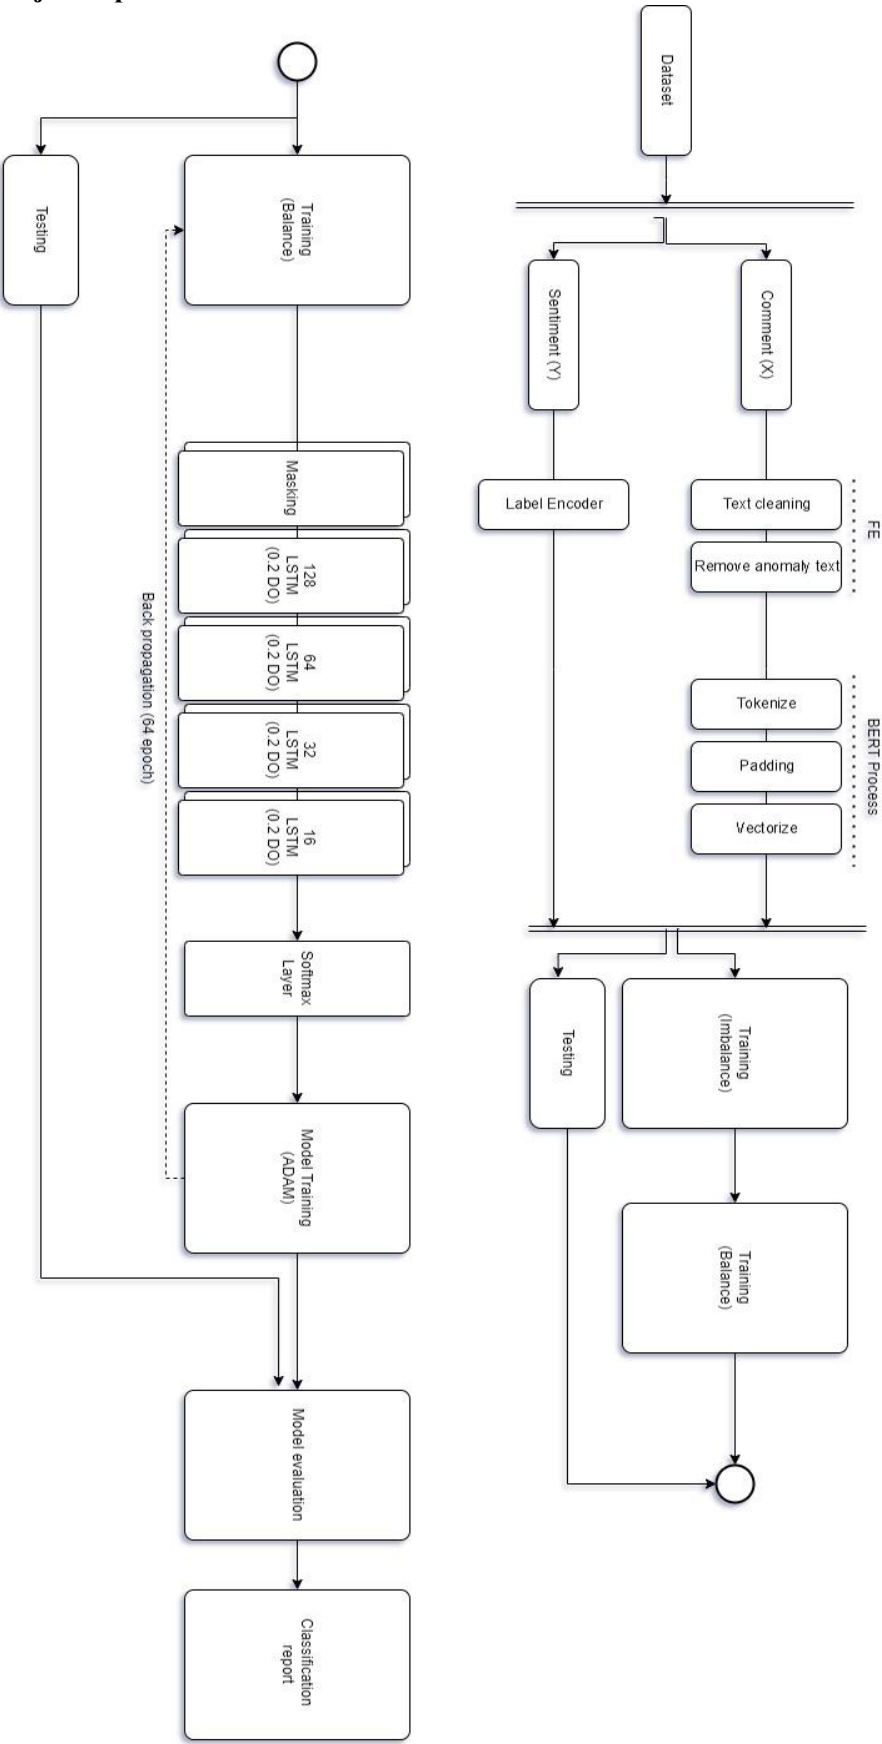 Dataset
Comment (X)
Sentiment (Y)
FE
Text cleaning
Remove anomaly text
Label Encoder
BERT Process
Tokenize
Padding
Vectorize
Training
(Imbalance)
Testing
Training
(Balance)
Training
(Balance)
Testing
Masking
128
LSTM
(0.2 DO)
64
LSTM
(0.2 DO)
32
LSTM
(0.2 DO)
16
LSTM
(0.2 DO)
Back propagation (64 epoch)
Softmax
Layer
Model Training
(ADAM)
Model evaluation
Classification
report